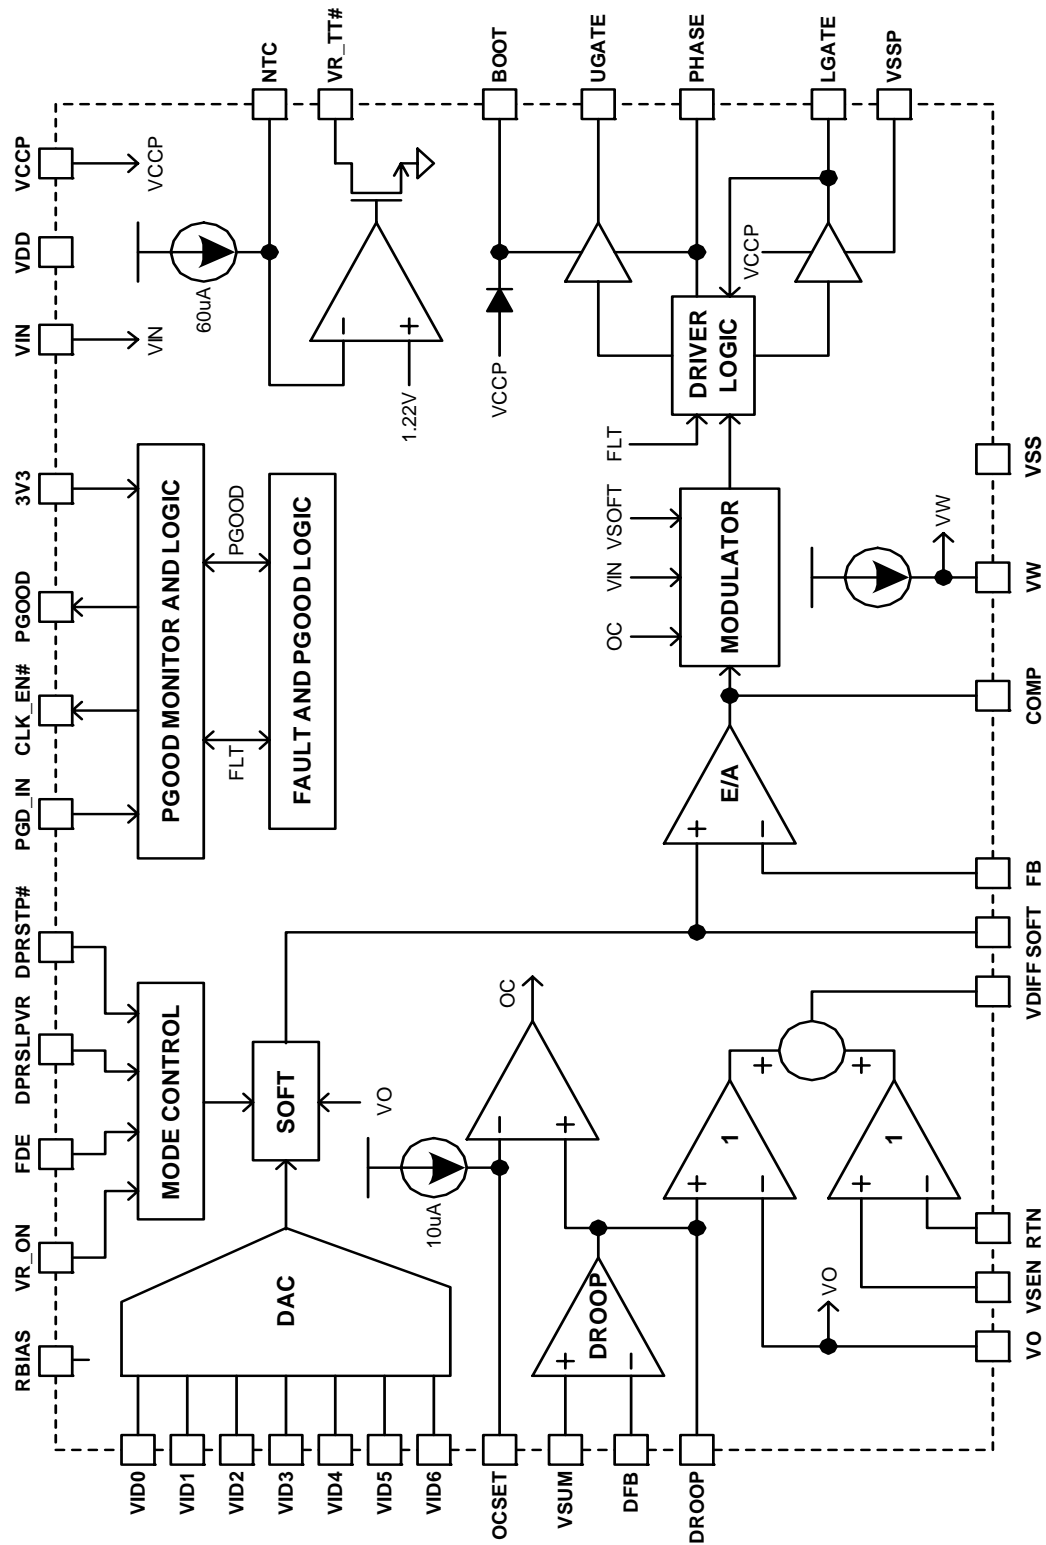 RBIAS
VR_ON
FDE
DPRSLPVR
DPRSTP#
PGD_IN
CLK_EN#
PGOOD
3V3
VIN
VDD
VCCP
VIN
VCCP
60uA
MODE CONTROL
PGOOD MONITOR AND LOGIC
FLT
PGOOD
FAULT AND PGOOD LOGIC
VID0
VID1
VID2
VID3
VID4
VID5
VID6
DAC
SOFT
VO
10uA
NTC
VR_TT#
−
+
1.22V
OCSET
VSUM
DFB
DROOP
+
−
DROOP
−
+
OC
OC
VIN
VSOFT
FLT
MODULATOR
DRIVER
LOGIC
VCCP
VCCP
BOOT
UGATE
PHASE
LGATE
VSSP
+
−
E/A
+
−
1
+
−
1
+
+
VO
VW
VO
VSEN
RTN
VDIFF
SOFT
FB
COMP
VW
VSS